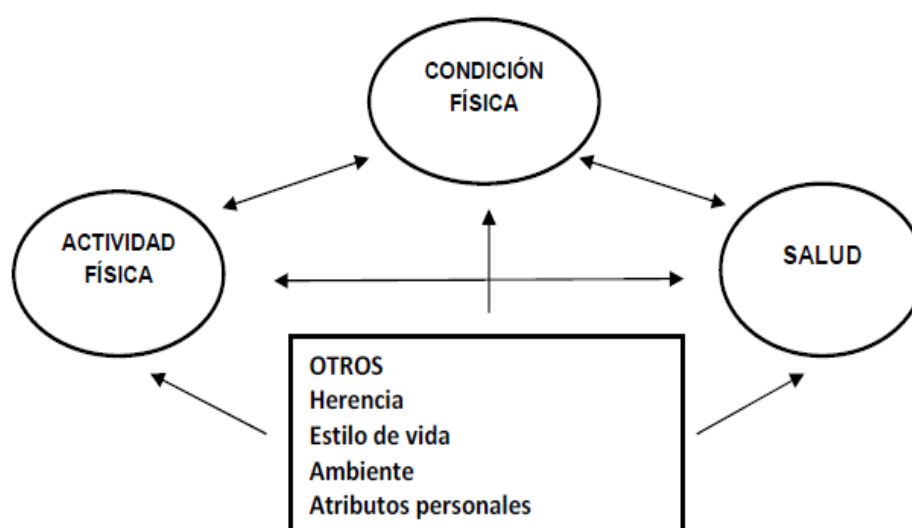 CONDICIÓN
FÍSICA
ACTIVIDAD
FÍSICA
SALUD
OTROS
Herencia
Estilo de vida
Ambiente
Atributos personales